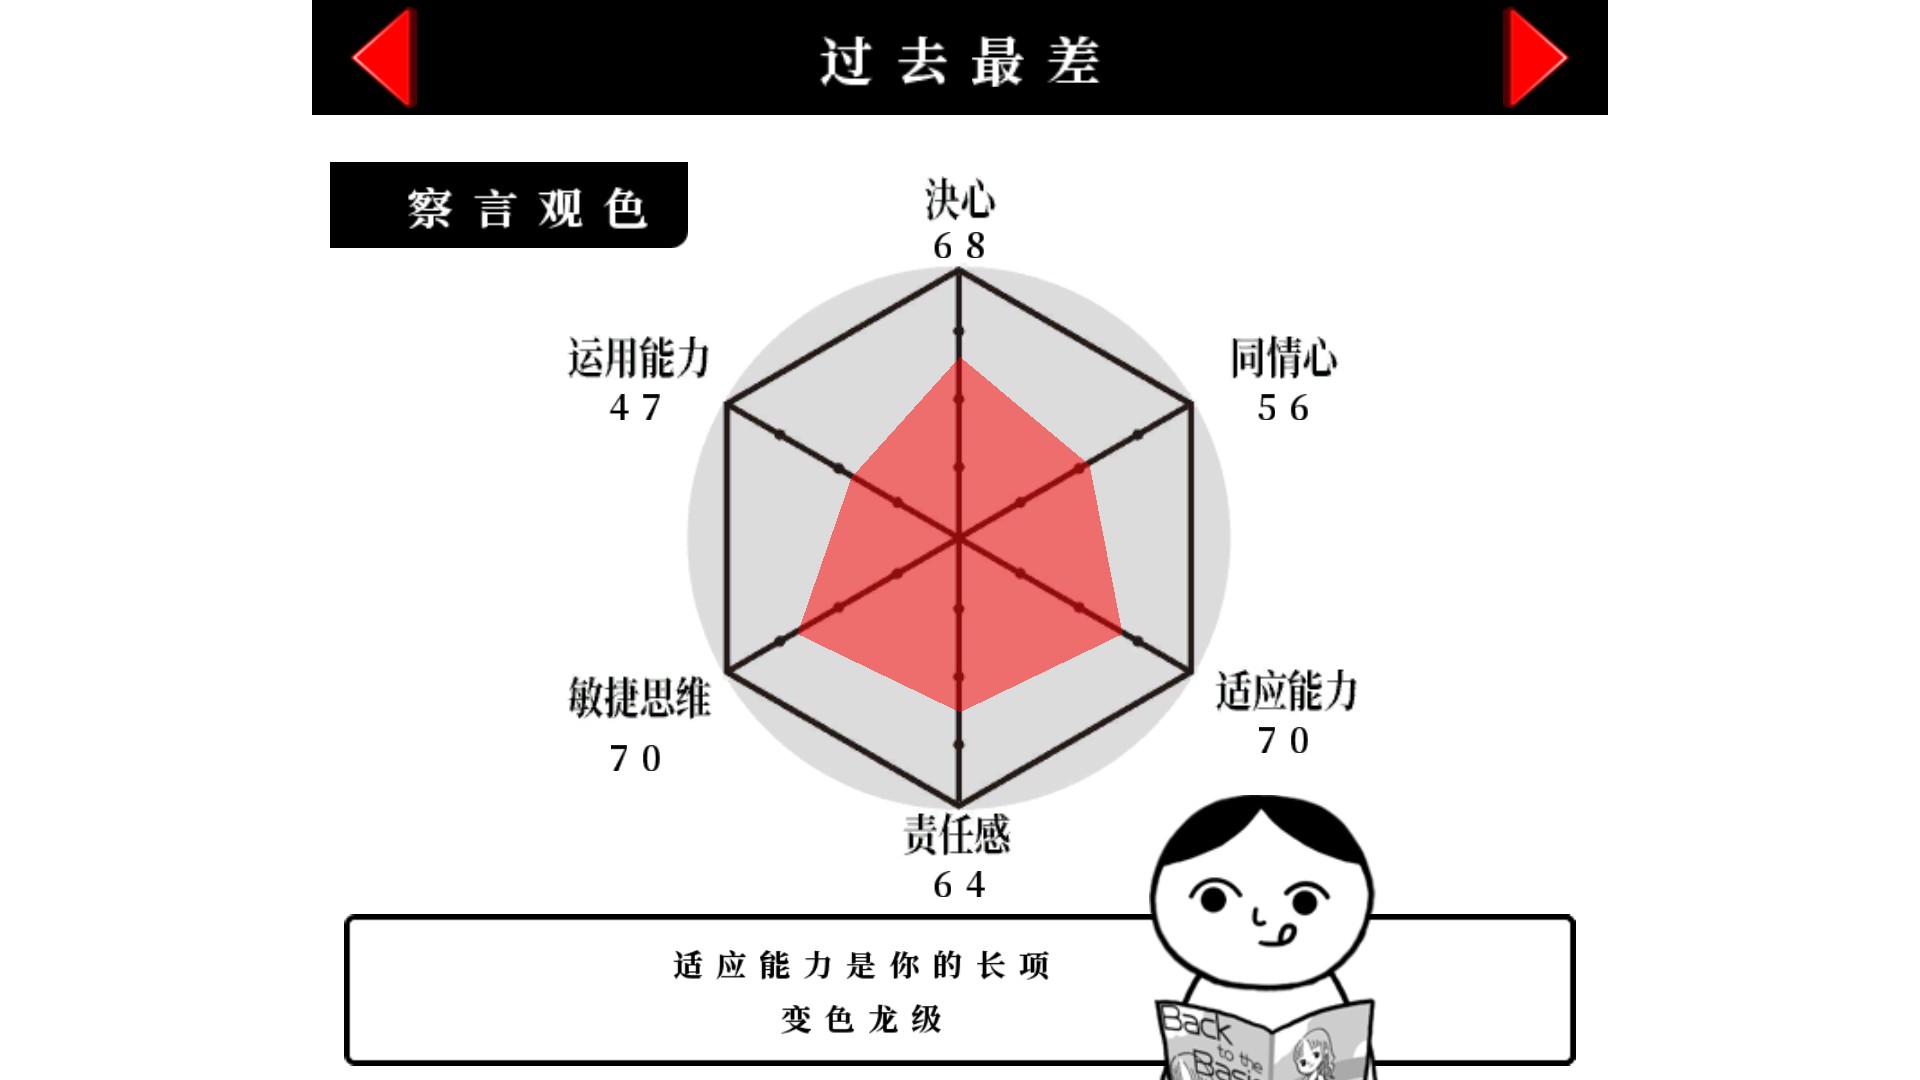 过去最差
察言观色
決心
68
运用能力
47
同情心
56
敏捷思维
70
适应能力
70
责任感
64
适应能力是你的长项
变色龙级
Back
to the